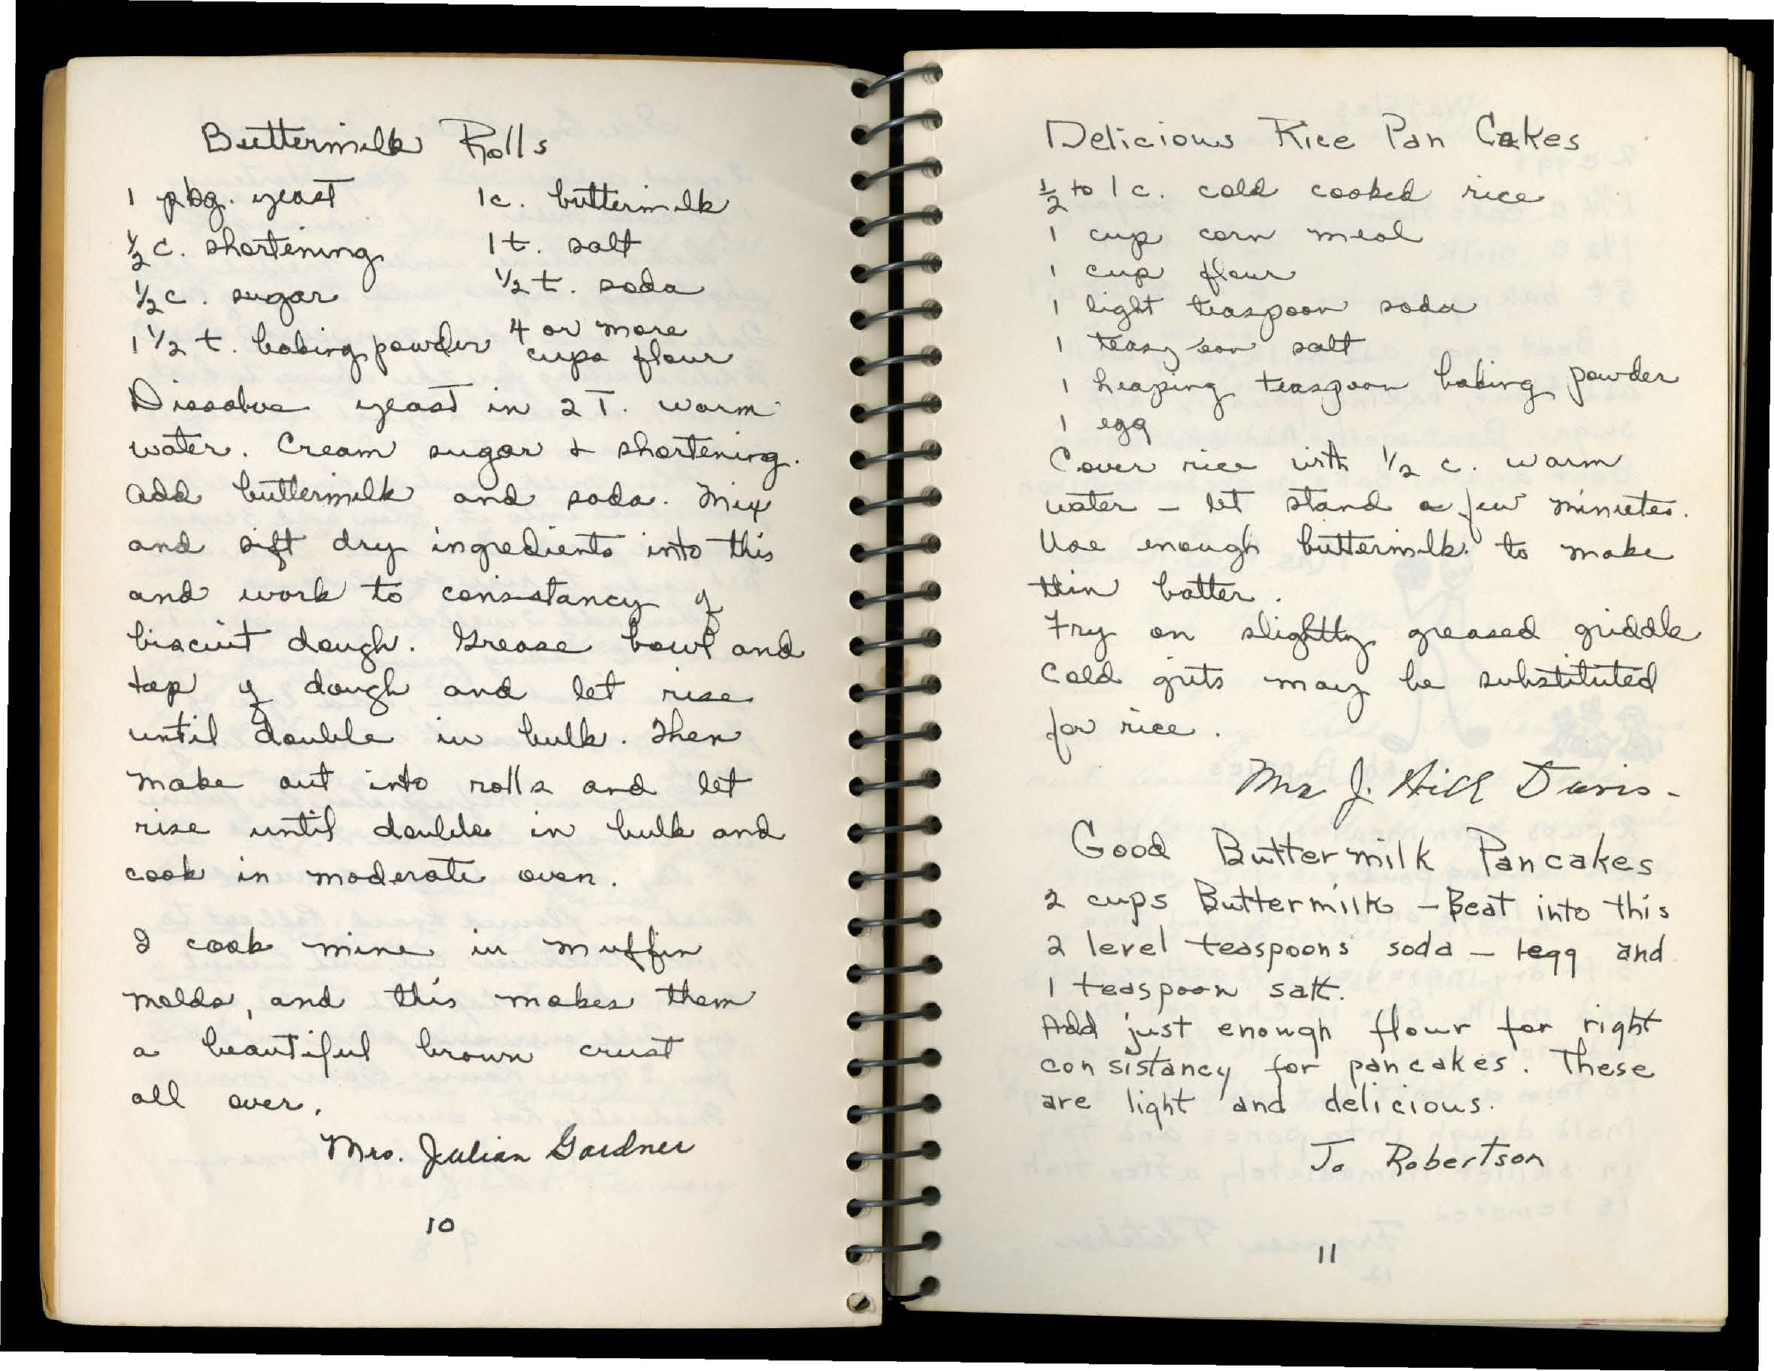 Buttermilk Rolls
1 pkg. yeast 1c. buttermilk
½ c. shortening 1 t. salt
½ c. sugar ½ t. soda
1 ½ t. baking powder 4 or more
cups flour
Dissolve yeast in 2 T. warm
water. Cream sugar & shortening.
Add buttermilk and soda. Mix
and sift dry ingredients into this
and work to consistancy of
biscuit dough. Grease bowl and
top of dough and let rise
until double in bulk. Then
make out into rolls and let
rise until double in bulk and
cook in moderate oven.
I cook mine in muffin
molds, and this makes them
a beautiful brown crust
all over.
Mrs. Julian Gardner
10
Delicious Rice Pan Cakes
½ to 1 c. cold cooked rice
1 cup corn meal
1 cup flour
1 light teaspoon soda
1 teaspoon salt
1 heaping teaspoon baking powder
1 egg
Cover rice with ½ c. warm
water - let stand a few minutes.
Use enough buttermilk to make
thin batter.
Fry on slightly greased griddle
Cold grits may be substituted
for rice.
Mrs J. Hill Davis -
Good Buttermilk Pancakes
2 cups Buttermilk - Beat into this
2 level teaspoons soda - 1 egg and
1 teaspoon salt.
Add just enough flour for right
consistancy for pancakes. These
are light and delicious.
Jo Robertson
11